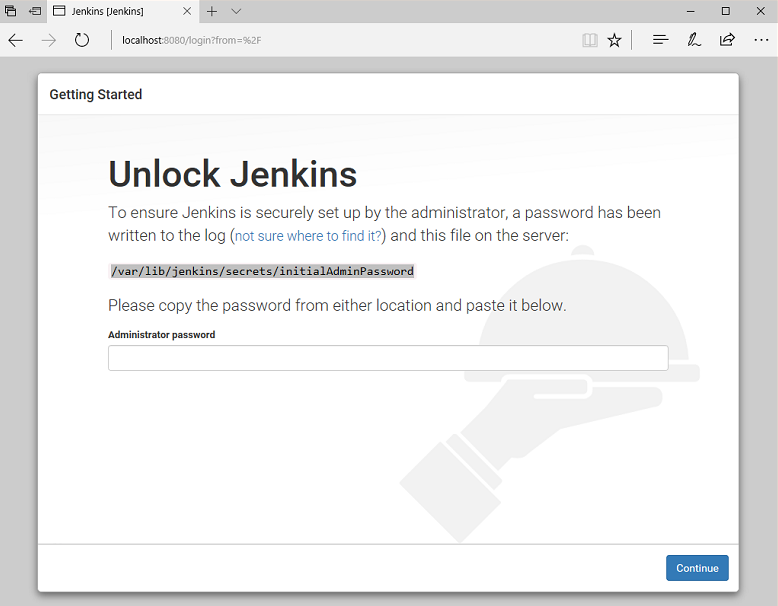 Jenkins [Jenkins]
localhost:8080/login?from=%2F
Getting Started
Unlock Jenkins
To ensure Jenkins is securely set up by the administrator, a password has been
written to the log (not sure where to find it?) and this file on the server:
/var/lib/jenkins/secrets/initialAdminPassword
Please copy the password from either location and paste it below.
Administrator password
Continue